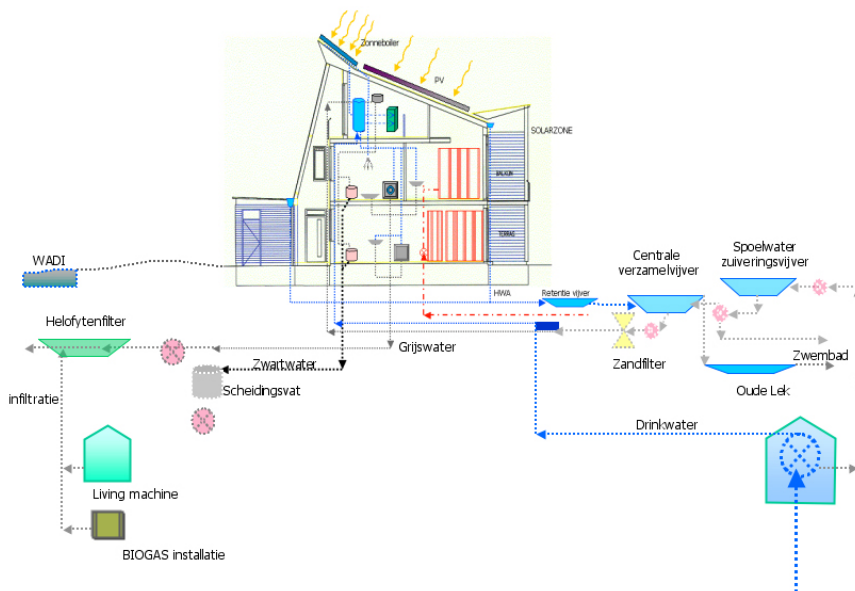 Zonneboiler
PV
SOLARZONE
BALKON
TERRAS
WADI
Centrale
verzamelvijver
Spoelwater
zuiveringsvijver
HWA
Retentie vijver
Helofytenfilter
Grijswater
Zwartwater
Scheidingsvat
Zandfilter
Zwembad
Oude Lek
infiltratie
Drinkwater
Living machine
BIOGAS installatie